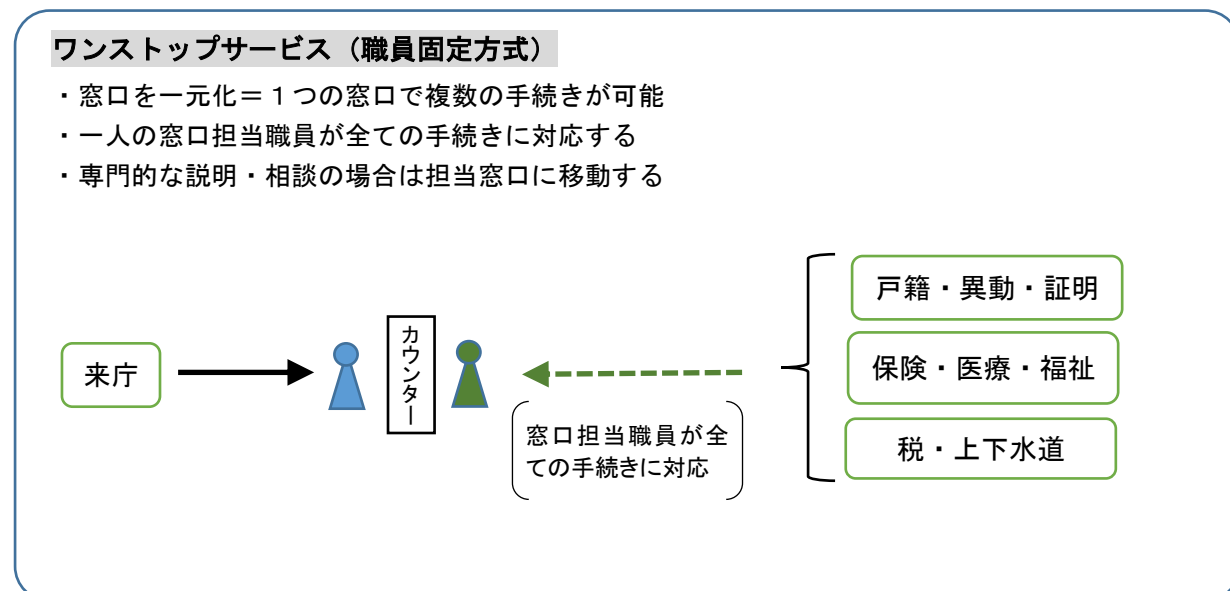 ワンストップサービス（職員固定方式）
・窓口を一元化＝１つの窓口で複数の手続きが可能
・一人の窓口担当職員が全ての手続きに対応する
・専門的な説明・相談の場合は担当窓口に移動する
来庁
カウンター
窓口担当職員が全
ての手続きに対応
戸籍・異動・証明
保険・医療・福祉
税・上下水道